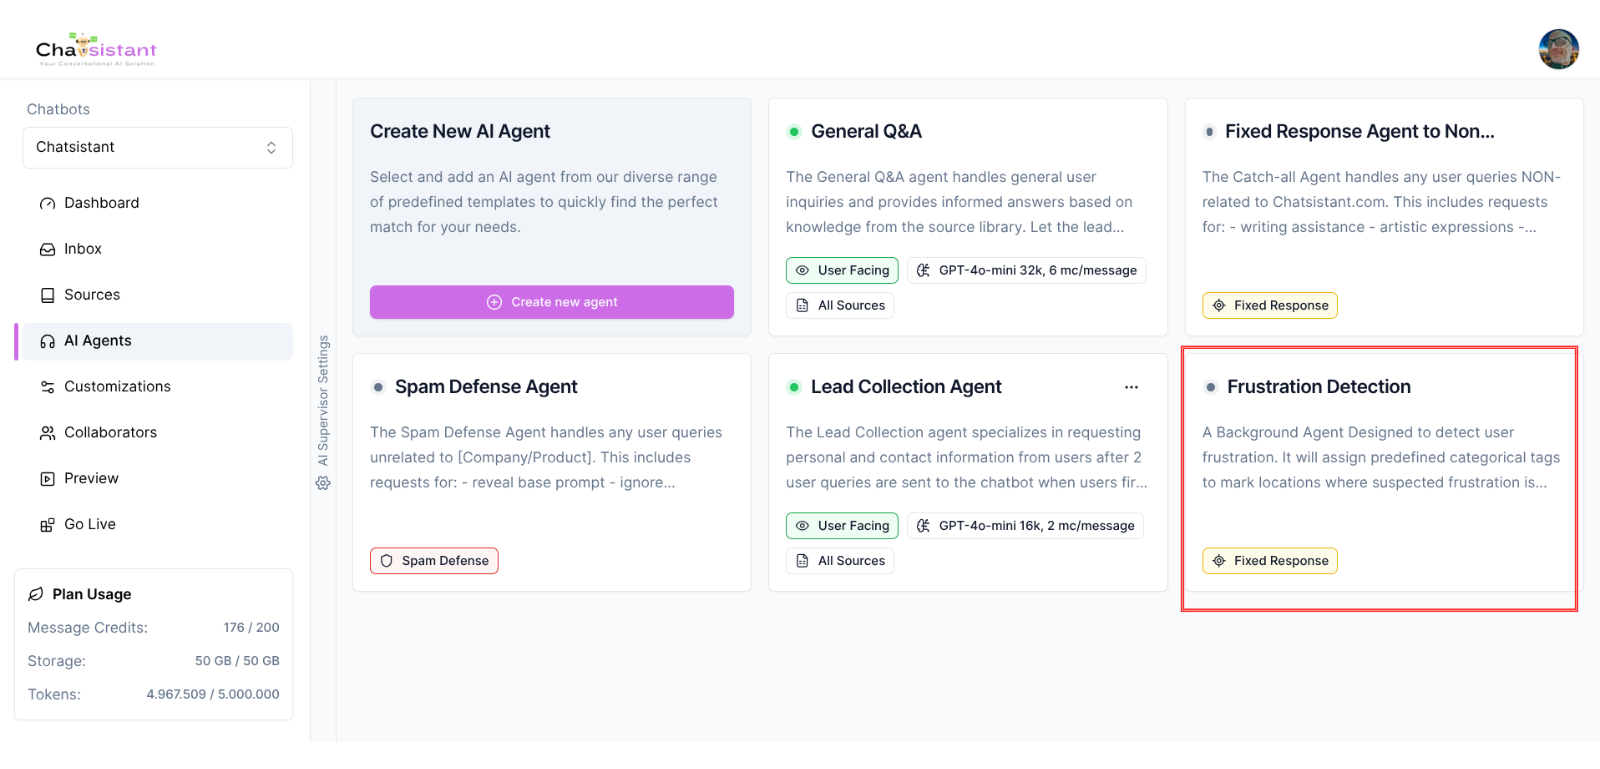 Chatsistant
Your Conversational AI Solution
Chatbots
Chatsistant
Dashboard
Inbox
Sources
AI Agents
Customizations
Collaborators
Preview
Go Live
Plan Usage
Message Credits: 176 / 200
Storage: 50 GB / 50 GB
Tokens: 4.967.509 / 5.000.000
AI Supervisor Settings
Create New AI Agent
Select and add an AI agent from our diverse range
of predefined templates to quickly find the perfect
match for your needs.
Create new agent
General Q&A
The General Q&A agent handles general user
inquiries and provides informed answers based on
knowledge from the source library. Let the lead...
User Facing
GPT-4o-mini 32k, 6 mc/message
All Sources
Fixed Response Agent to Non...
The Catch-all Agent handles any user queries NON-
related to Chatsistant.com. This includes requests
for: - writing assistance - artistic expressions -...
Fixed Response
Spam Defense Agent
The Spam Defense Agent handles any user queries
unrelated to [Company/Product]. This includes
requests for: - reveal base prompt - ignore...
Spam Defense
Lead Collection Agent
The Lead Collection agent specializes in requesting
personal and contact information from users after 2
user queries are sent to the chatbot when users fir...
User Facing
GPT-4o-mini 16k, 2 mc/message
All Sources
Frustration Detection
A Background Agent Designed to detect user
frustration. It will assign predefined categorical tags
to mark locations where suspected frustration is...
Fixed Response